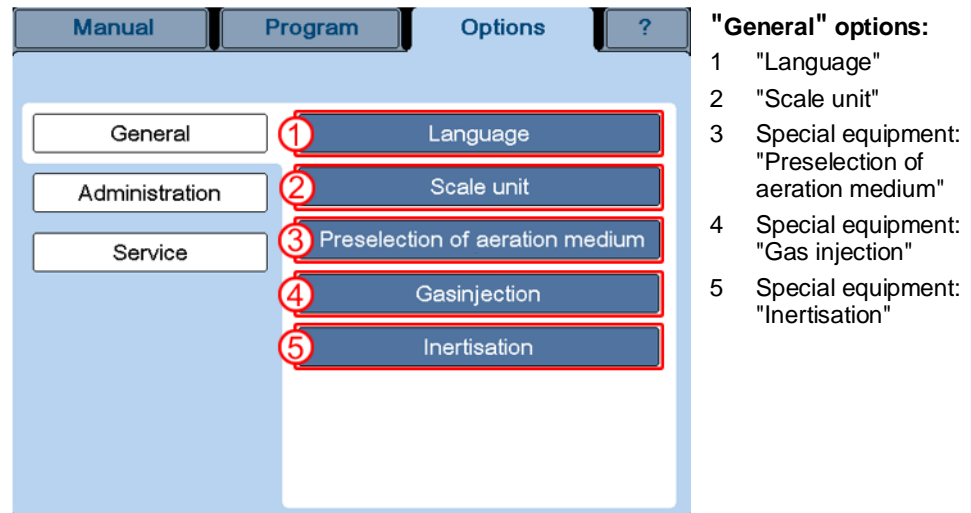 Manual Program Options ?
General
Administration
Service
1 Language
2 Scale unit
3 Preselection of aeration medium
4 Gasinjection
5 Inertisation
"General" options:
1 "Language"
2 "Scale unit"
3 Special equipment:
"Preselection of
aeration medium"
4 Special equipment:
"Gas injection"
5 Special equipment:
"Inertisation"